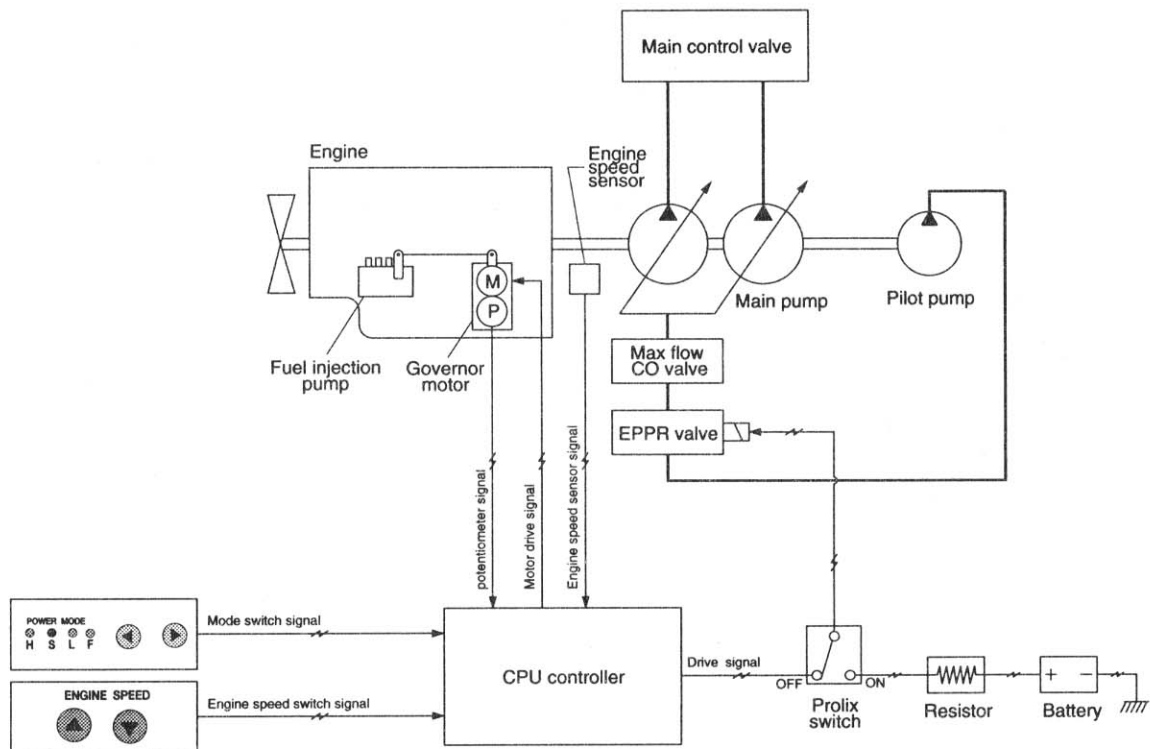 Main control valve
Engine
Engine
speed
sensor
M
P
Main pump
Pilot pump
Fuel injection
pump
Governor
motor
Max flow
CO valve
EPPR valve
potentiometer signal
Motor drive signal
Engine speed sensor signal
POWER MODE
H S L F
Mode switch signal
ENGINE SPEED
Engine speed switch signal
CPU controller
Drive signal
OFF
ON
Prolix
switch
Resistor
+ -
Battery